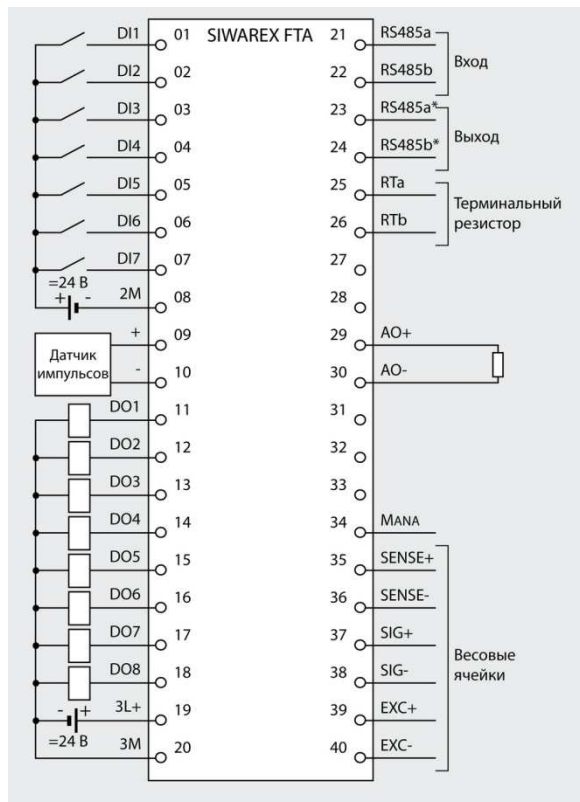 DI1 01 SIWAREX FTA 21 RS485a
Вход
DI2 02 22 RS485b
DI3 03 23 RS485a*
Выход
DI4 04 24 RS485b*
DI5 05 25 RTa
Терминальный
резистор
DI6 06 26 RTb
DI7 07 27
=24 В
+ - 2M 08 28
+ 09 29 AO+
Датчик
импульсов
- 10 30 AO-
DO1 11 31
DO2 12 32
DO3 13 33
DO4 14 34 MANA
DO5 15 35 SENSE+
DO6 16 36 SENSE-
DO7 17 37 SIG+
Весовые
ячейки
DO8 18 38 SIG-
- + 3L+ 19 39 EXC+
=24 В
3M 20 40 EXC-